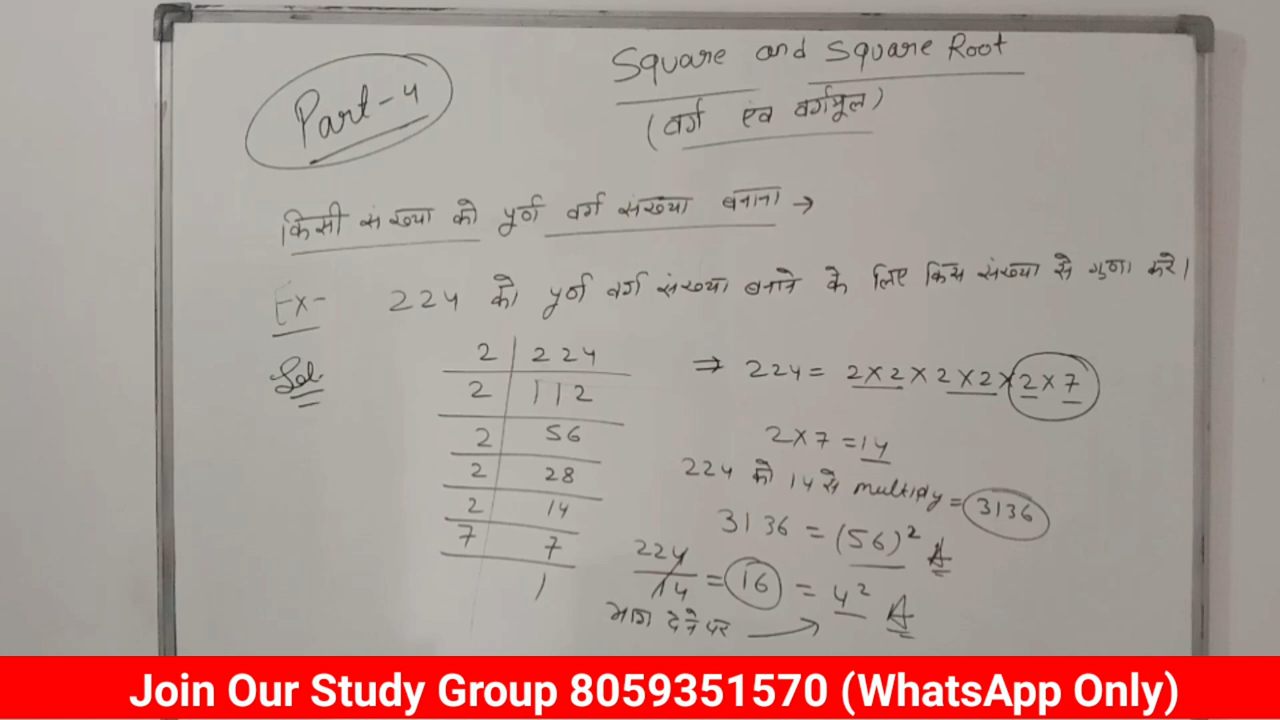 Part-4
Square and Square Root
(वर्ग एंव वर्गमूल)
किसी संख्या को पूर्ण वर्ग संख्या बनाना →
Ex- 224 को पूर्ण वर्ग संख्या बनाने के लिए किस संख्या से गुणा करे।
Sol.
2 | 224
2 | 112
2 | 56
2 | 28
2 | 14
7 | 7
1
⇒ 224 = 2×2×2×2×2×7
2×7 = 14
224 को 14 से multiply = 3136
3136 = (56)² A
224/14 = 16 = 4² A
भाग देने पर →
Join Our Study Group 8059351570 (WhatsApp Only)